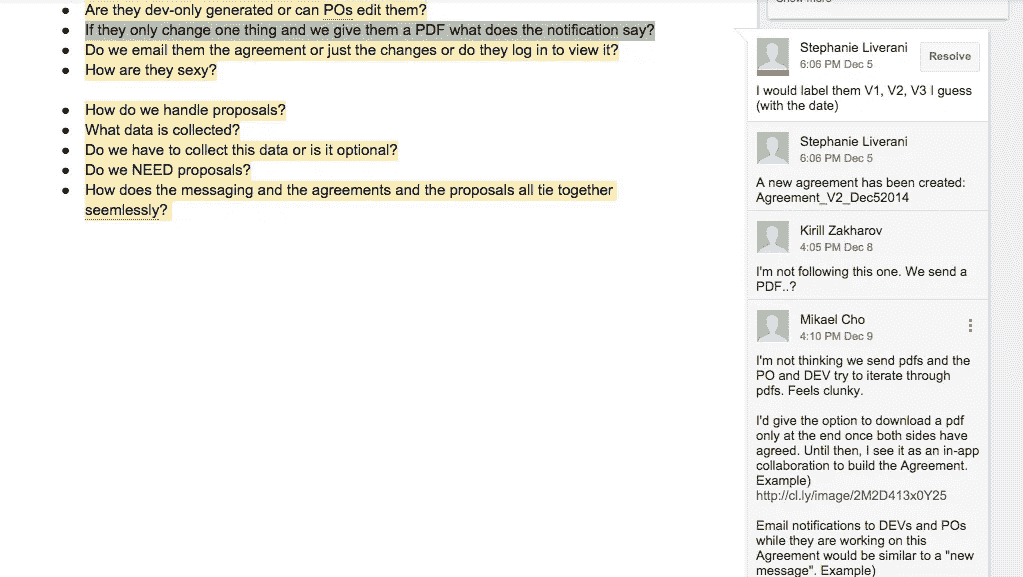 Are they dev-only generated or can POs edit them?
If they only change one thing and we give them a PDF what does the notification say?
Do we email them the agreement or just the changes or do they log in to view it?
How are they sexy?
How do we handle proposals?
What data is collected?
Do we have to collect this data or is it optional?
Do we NEED proposals?
How does the messaging and the agreements and the proposals all tie together
seemlessly?
Show more
Stephanie Liverani
6:06 PM Dec 5
Resolve
I would label them V1, V2, V3 I guess
(with the date)
Stephanie Liverani
6:06 PM Dec 5
A new agreement has been created:
Agreement_V2_Dec52014
Kirill Zakharov
4:05 PM Dec 8
I'm not following this one. We send a
PDF..?
Mikael Cho
4:10 PM Dec 9
I'm not thinking we send pdfs and the
PO and DEV try to iterate through
pdfs. Feels clunky.
I'd give the option to download a pdf
only at the end once both sides have
agreed. Until then, I see it as an in-app
collaboration to build the Agreement.
Example)
http://cl.ly/image/2M2D413x0Y25
Email notifications to DEVs and POs
while they are working on this
Agreement would be similar to a "new
message". Example)